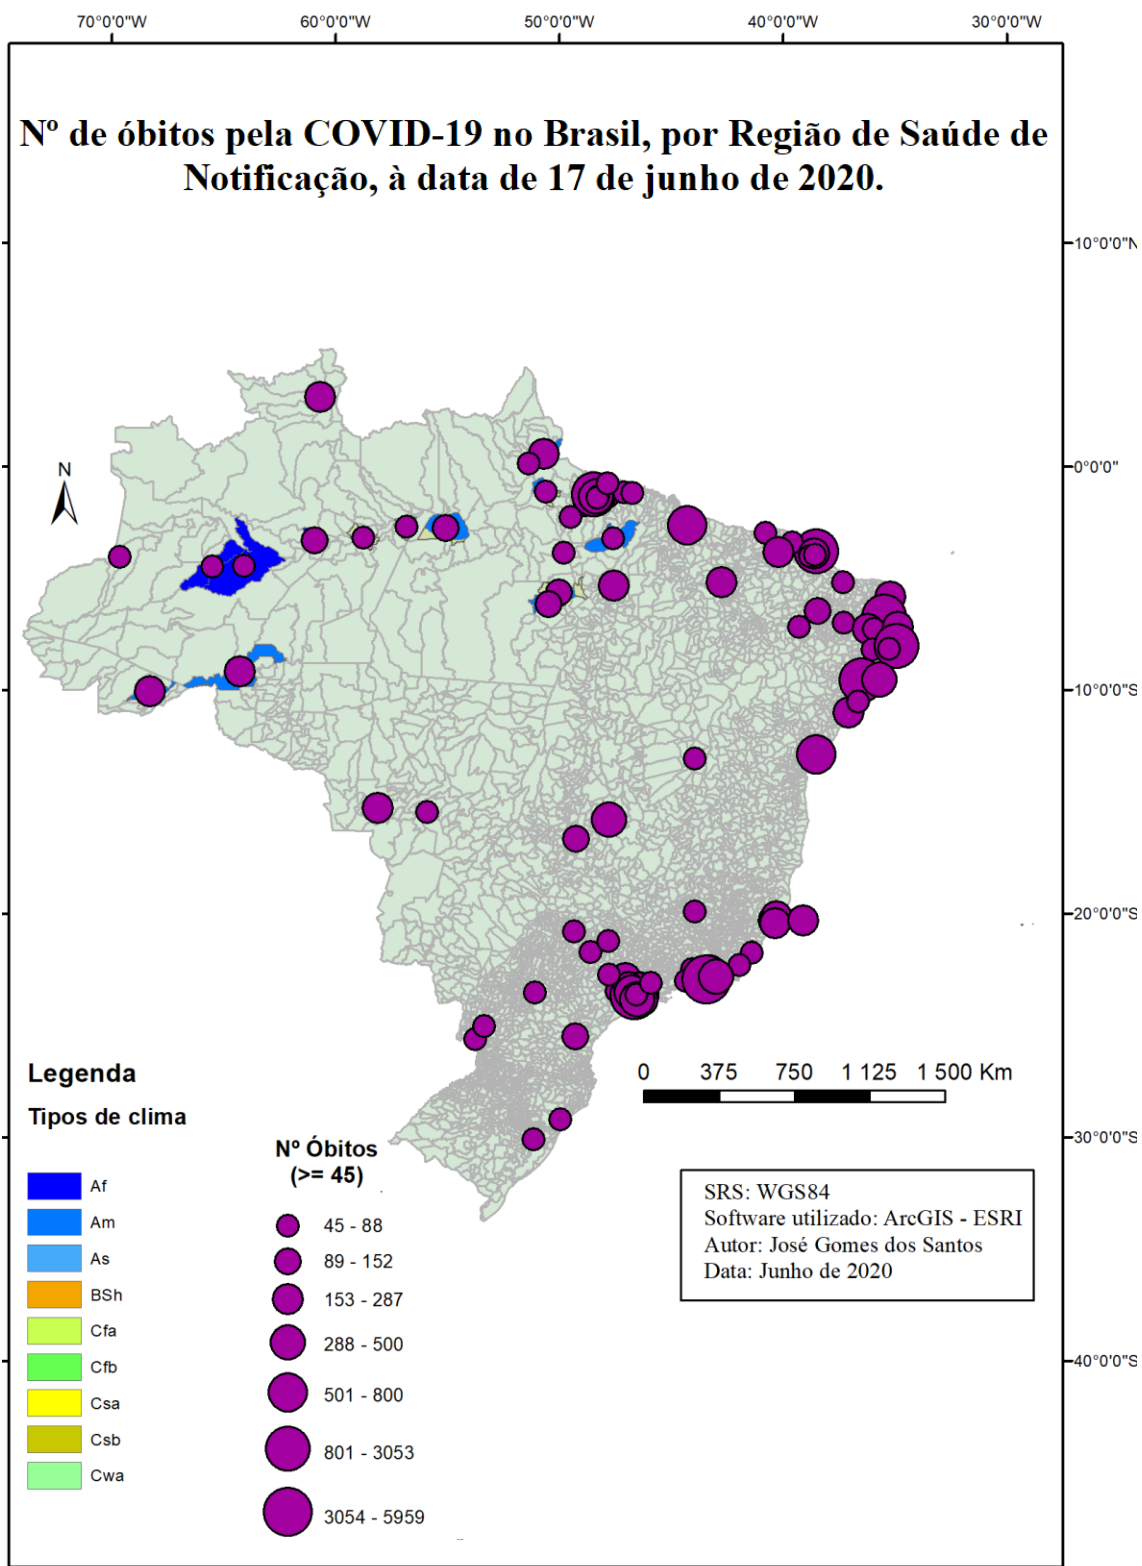 70°0'0"W 60°0'0"W 50°0'0"W 40°0'0"W 30°0'0"W
Nº de óbitos pela COVID-19 no Brasil, por Região de Saúde de
Notificação, à data de 17 de junho de 2020.
10°0'0"N
0°0'0"
10°0'0"S
20°0'0"S
30°0'0"S
40°0'0"S
N
0 375 750 1 125 1 500 Km
Legenda
Tipos de clima
Af
Am
As
BSh
Cfa
Cfb
Csa
Csb
Cwa
Nº Óbitos
(>= 45)
45 - 88
89 - 152
153 - 287
288 - 500
501 - 800
801 - 3053
3054 - 5959
SRS: WGS84
Software utilizado: ArcGIS - ESRI
Autor: José Gomes dos Santos
Data: Junho de 2020